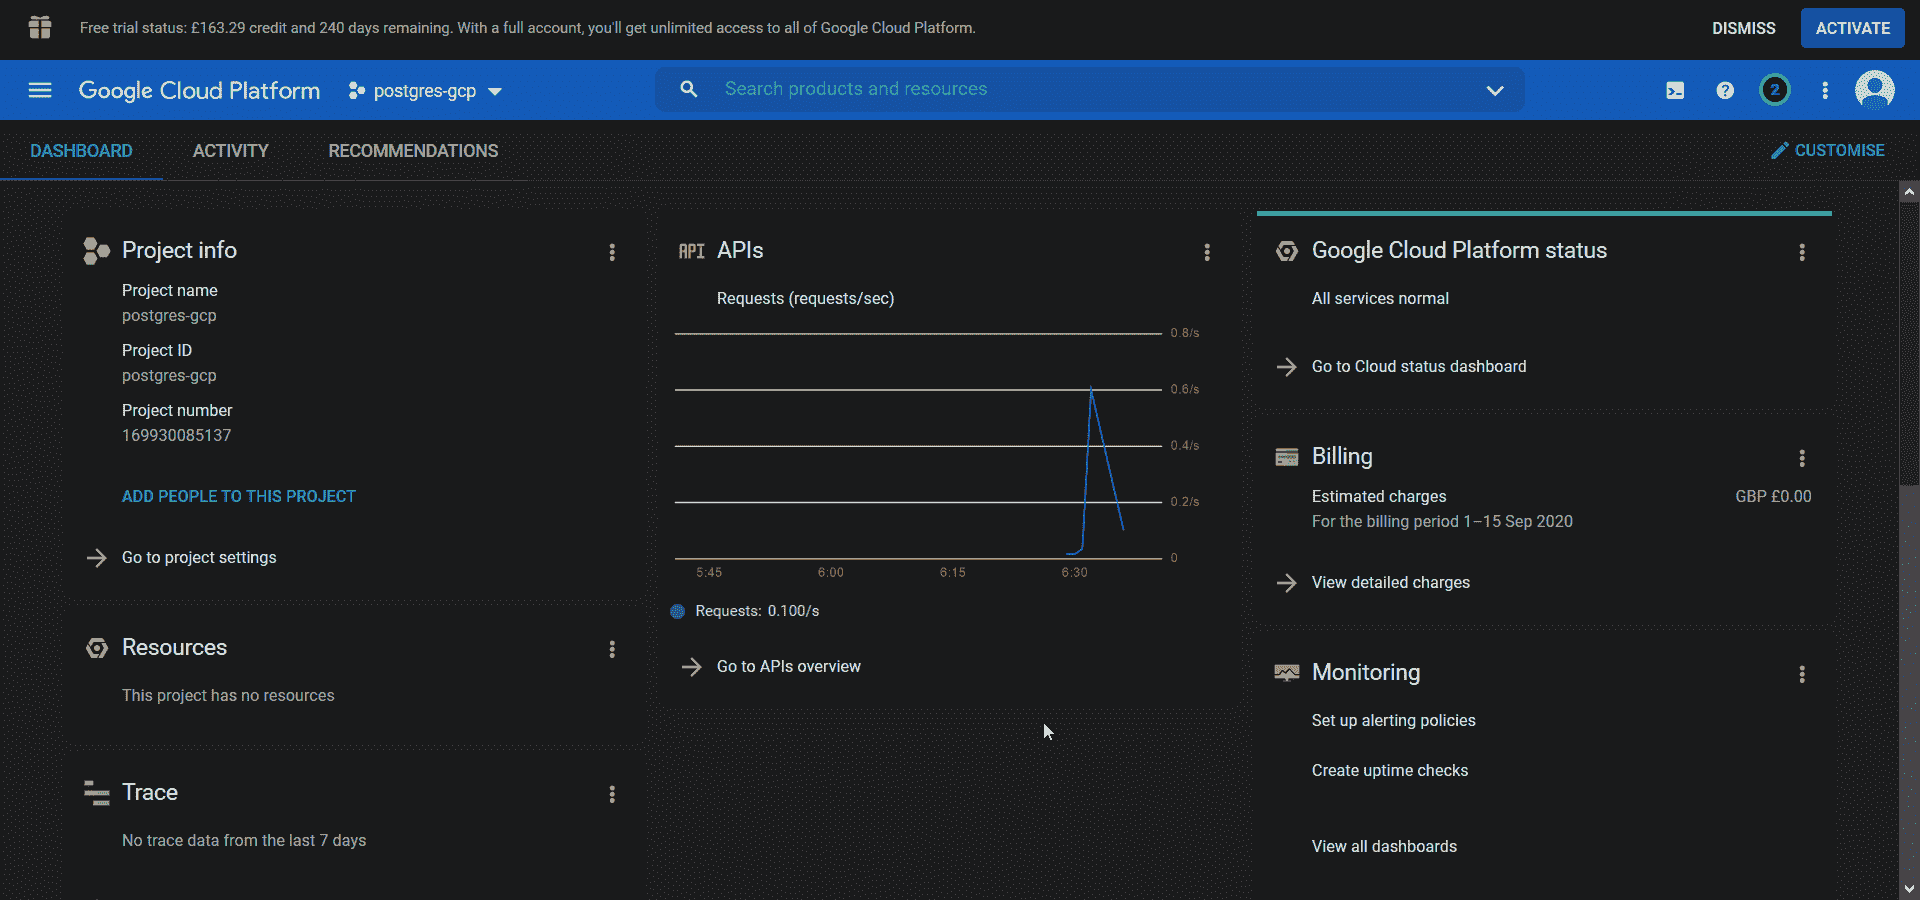 Free trial status: £163.29 credit and 240 days remaining. With a full account, you'll get unlimited access to all of Google Cloud Platform.
DISMISS
ACTIVATE
Google Cloud Platform
postgres-gcp
Search products and resources
2
DASHBOARD
ACTIVITY
RECOMMENDATIONS
CUSTOMISE
Project info
Project name
postgres-gcp
Project ID
postgres-gcp
Project number
169930085137
ADD PEOPLE TO THIS PROJECT
Go to project settings
Resources
This project has no resources
Trace
No trace data from the last 7 days
API
APIs
Requests (requests/sec)
0.8/s
0.6/s
0.4/s
0.2/s
0
5:45
6:00
6:15
6:30
Requests: 0.100/s
Go to APIs overview
Google Cloud Platform status
All services normal
Go to Cloud status dashboard
Billing
Estimated charges
GBP £0.00
For the billing period 1–15 Sep 2020
View detailed charges
Monitoring
Set up alerting policies
Create uptime checks
View all dashboards